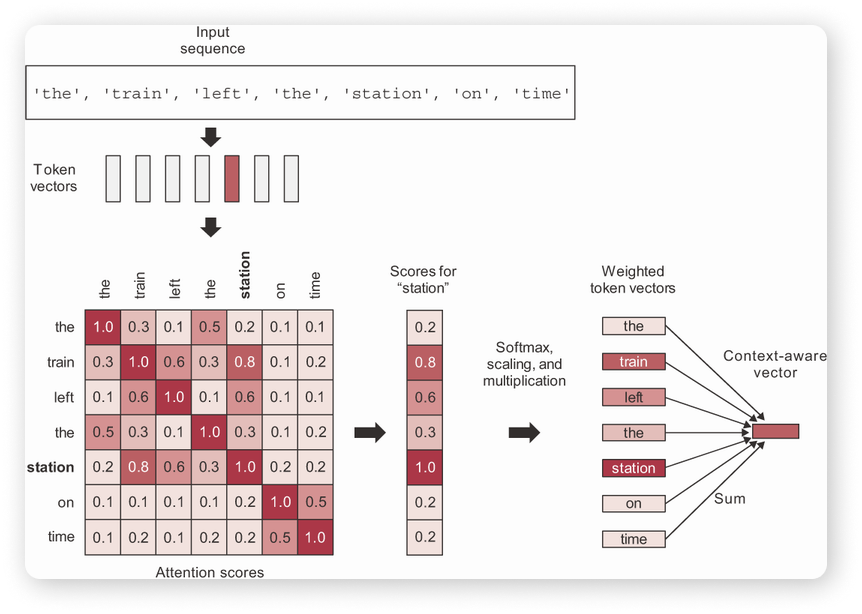 Input
sequence
'the', 'train', 'left', 'the', 'station', 'on', 'time'
Token
vectors
the train left the station on time
the 1.0 0.3 0.1 0.5 0.2 0.1 0.1
train 0.3 1.0 0.6 0.3 0.8 0.1 0.2
left 0.1 0.6 1.0 0.1 0.6 0.1 0.1
the 0.5 0.3 0.1 1.0 0.3 0.1 0.2
station 0.2 0.8 0.6 0.3 1.0 0.2 0.2
on 0.1 0.1 0.1 0.1 0.2 1.0 0.5
time 0.1 0.2 0.1 0.2 0.2 0.5 1.0
Attention scores
Scores for
“station”
0.2
0.8
0.6
0.3
1.0
0.2
0.2
Softmax,
scaling, and
multiplication
Weighted
token vectors
the
train
left
the
station
on
time
Sum
Context-aware
vector